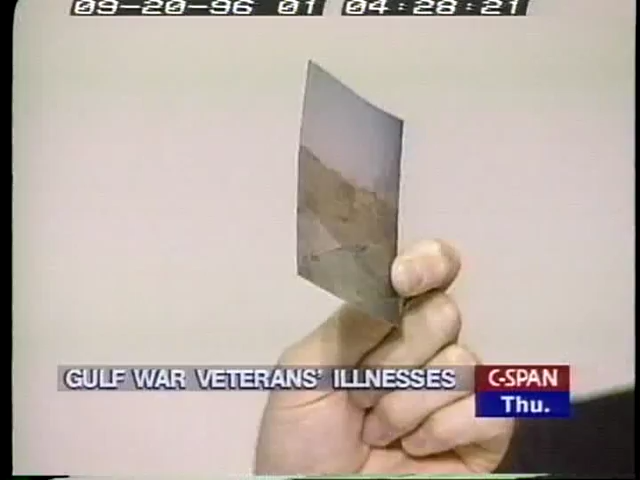 09-20-96 01 04:28:21
GULF WAR VETERANS' ILLNESSES
C-SPAN
Thu.